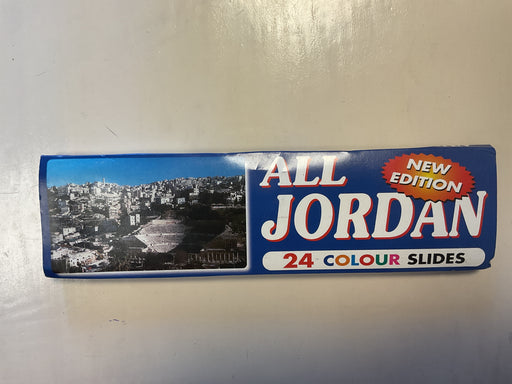 ALL
JORDAN
NEW
EDITION
24 COLOUR SLIDES